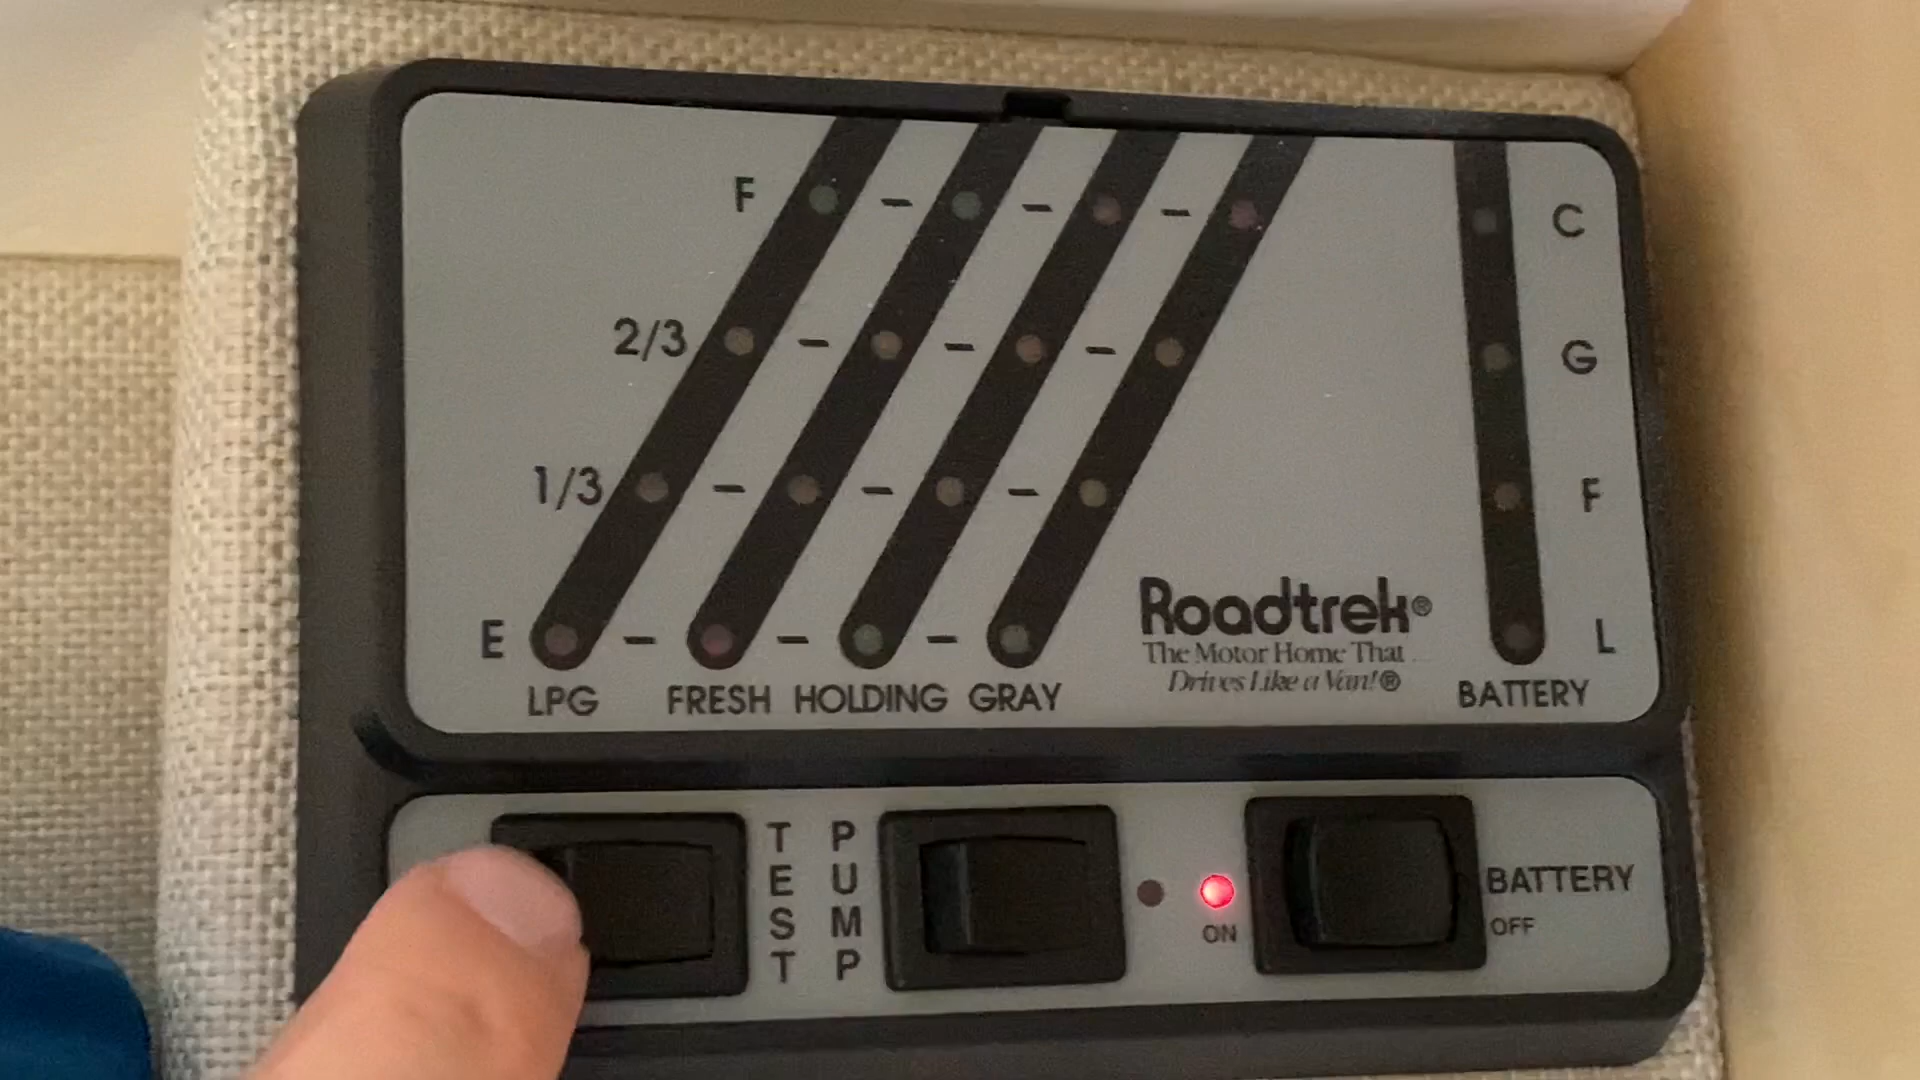 F - - - C
2/3 - - - G
1/3 - - - F
E - - - L
LPG FRESH HOLDING GRAY
Roadtrek®
The Motor Home That
Drives Like a Van!®
BATTERY
TEST
PUMP
ON
BATTERY
OFF